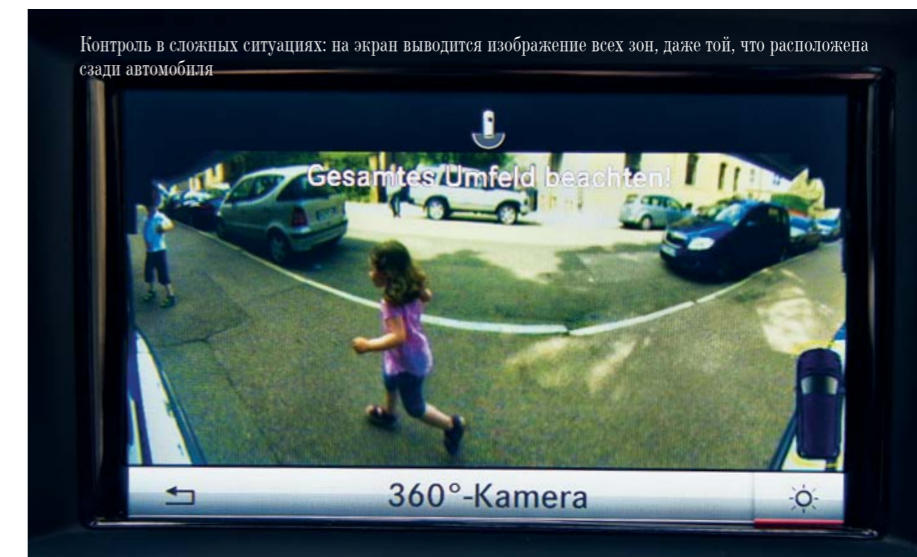 Контроль в сложных ситуациях: на экран выводится изображение всех зон, даже той, что расположена
сзади автомобиля
Gesamtes Umfeld beachten!
360°-Kamera